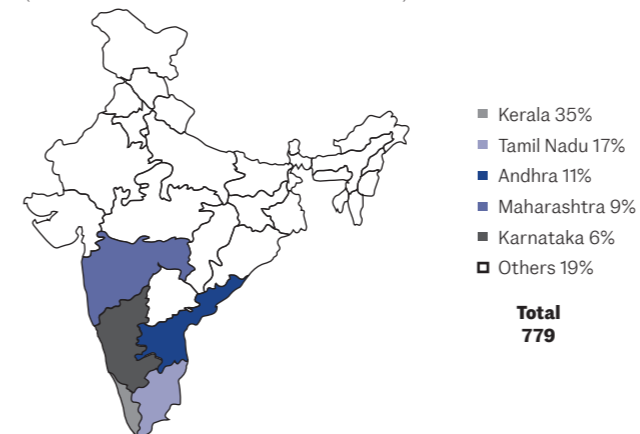 Kerala 35%
Tamil Nadu 17%
Andhra 11%
Maharashtra 9%
Karnataka 6%
Others 19%
Total
779